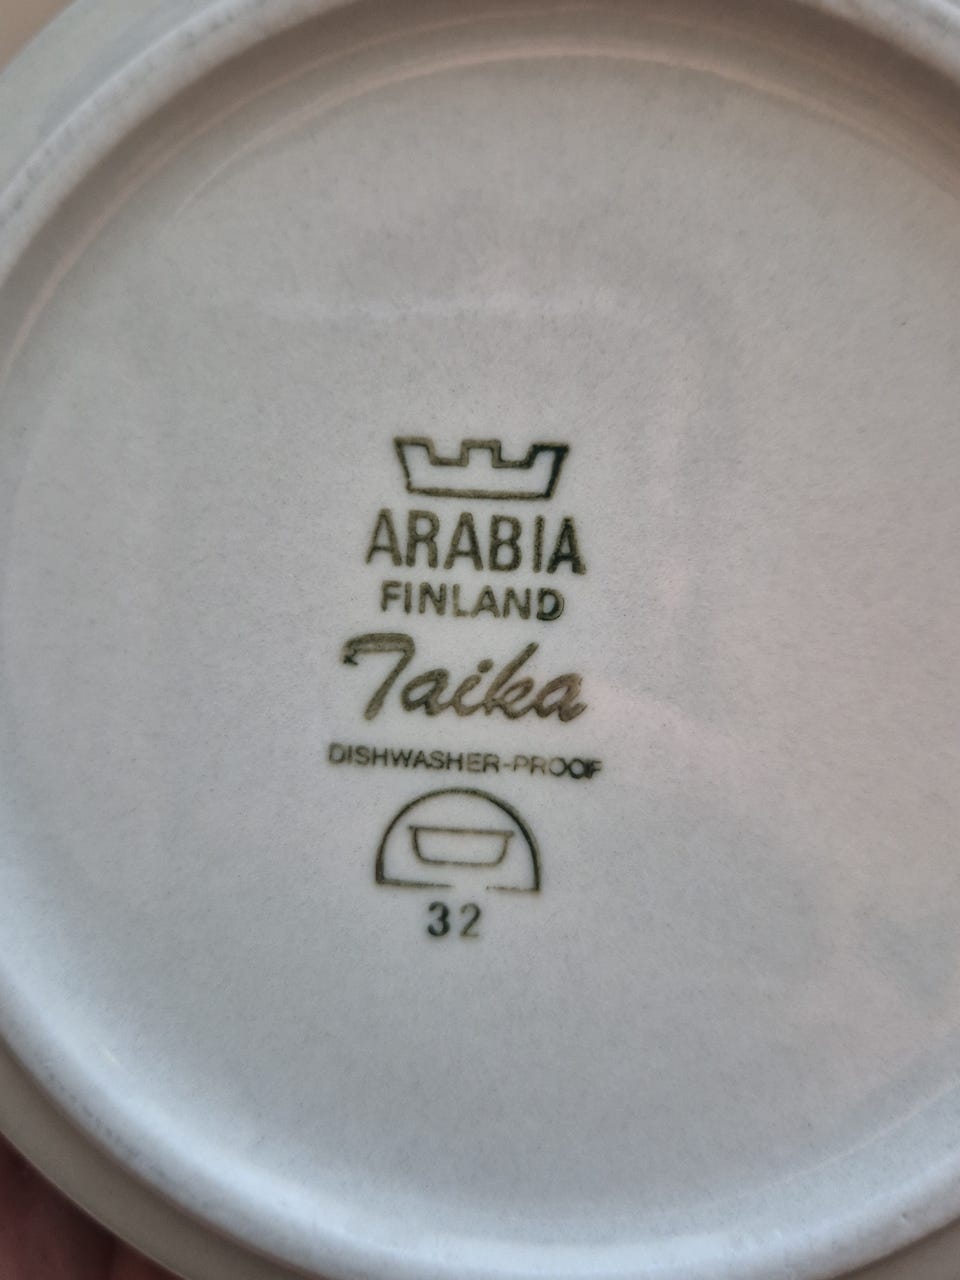 ARABIA
FINLAND
Taika
DISHWASHER-PROOF
32